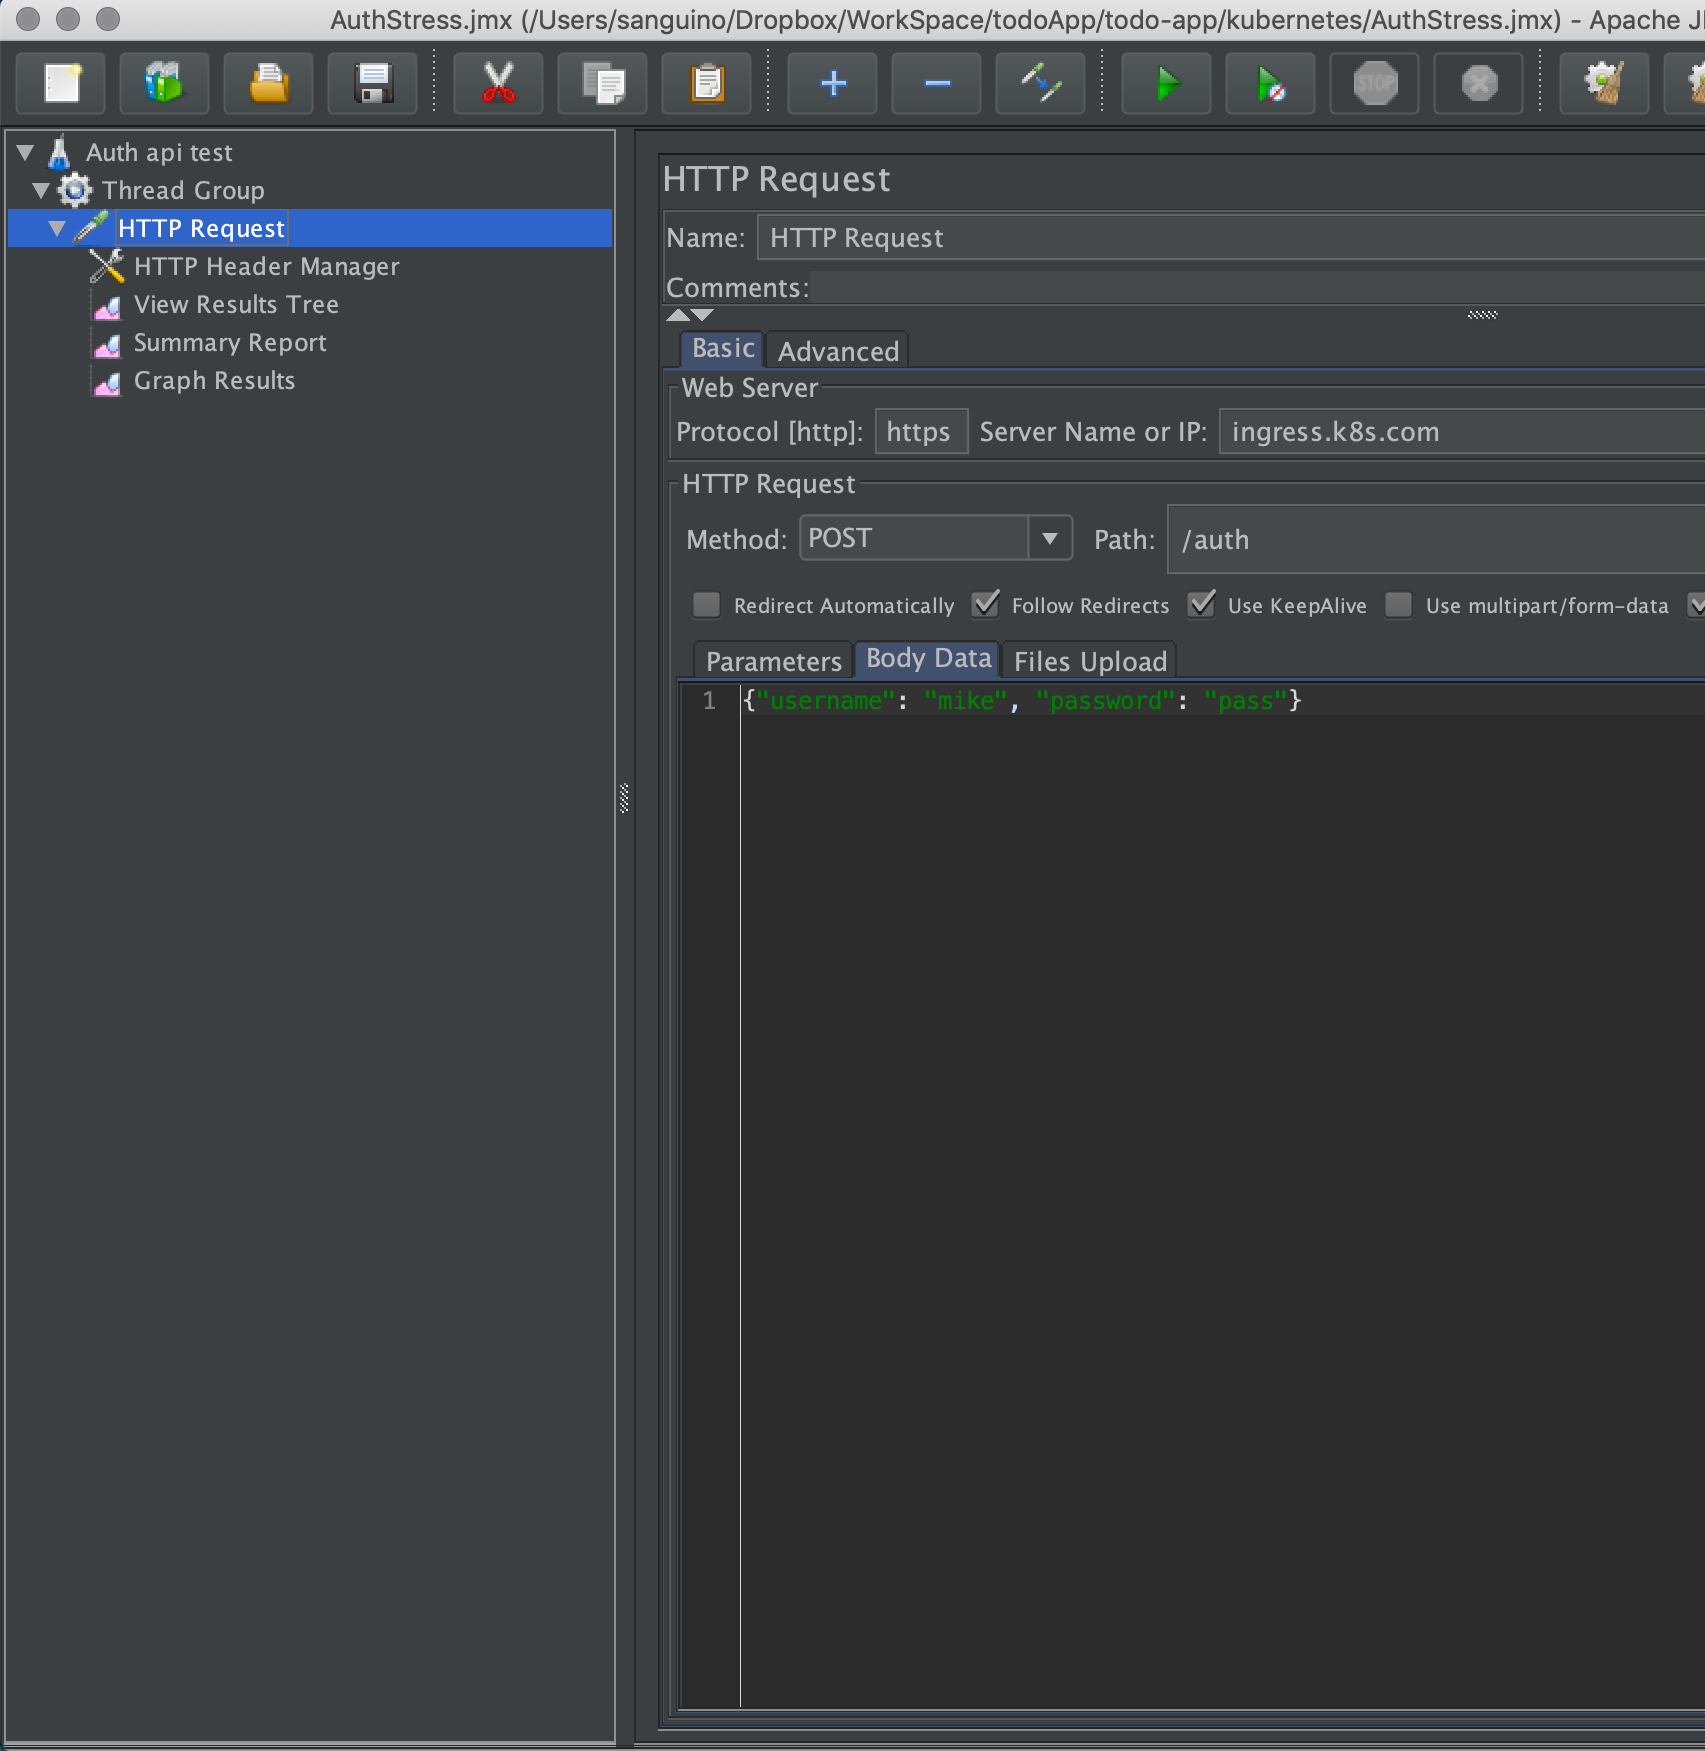 AuthStress.jmx (/Users/sanguino/Dropbox/WorkSpace/todoApp/todo-app/kubernetes/AuthStress.jmx) - Apache
STOP
Auth api test
Thread Group
HTTP Request
HTTP Header Manager
View Results Tree
Summary Report
Graph Results
HTTP Request
Name: HTTP Request
Comments:
Basic Advanced
Web Server
Protocol [http]: https Server Name or IP: ingress.k8s.com
HTTP Request
Method: POST Path: /auth
Redirect Automatically Follow Redirects Use KeepAlive Use multipart/form-data
Parameters Body Data Files Upload
1 {"username": "mike", "password": "pass"}